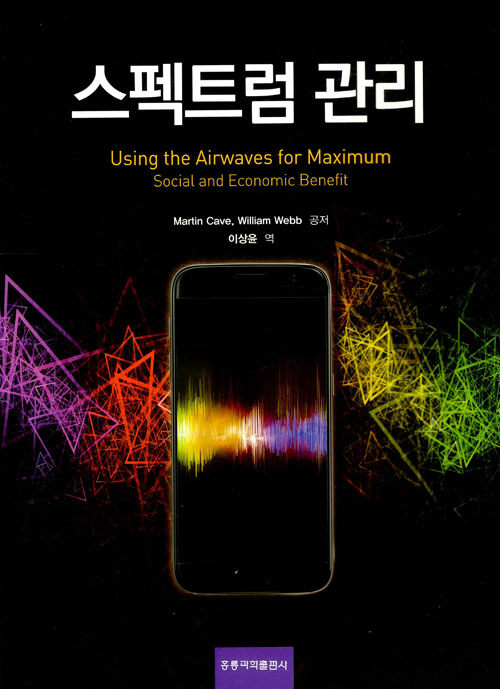 스펙트럼 관리
Using the Airwaves for Maximum
Social and Economic Benefit
Martin Cave, William Webb 공저
이상윤 역
홍릉과학출판사